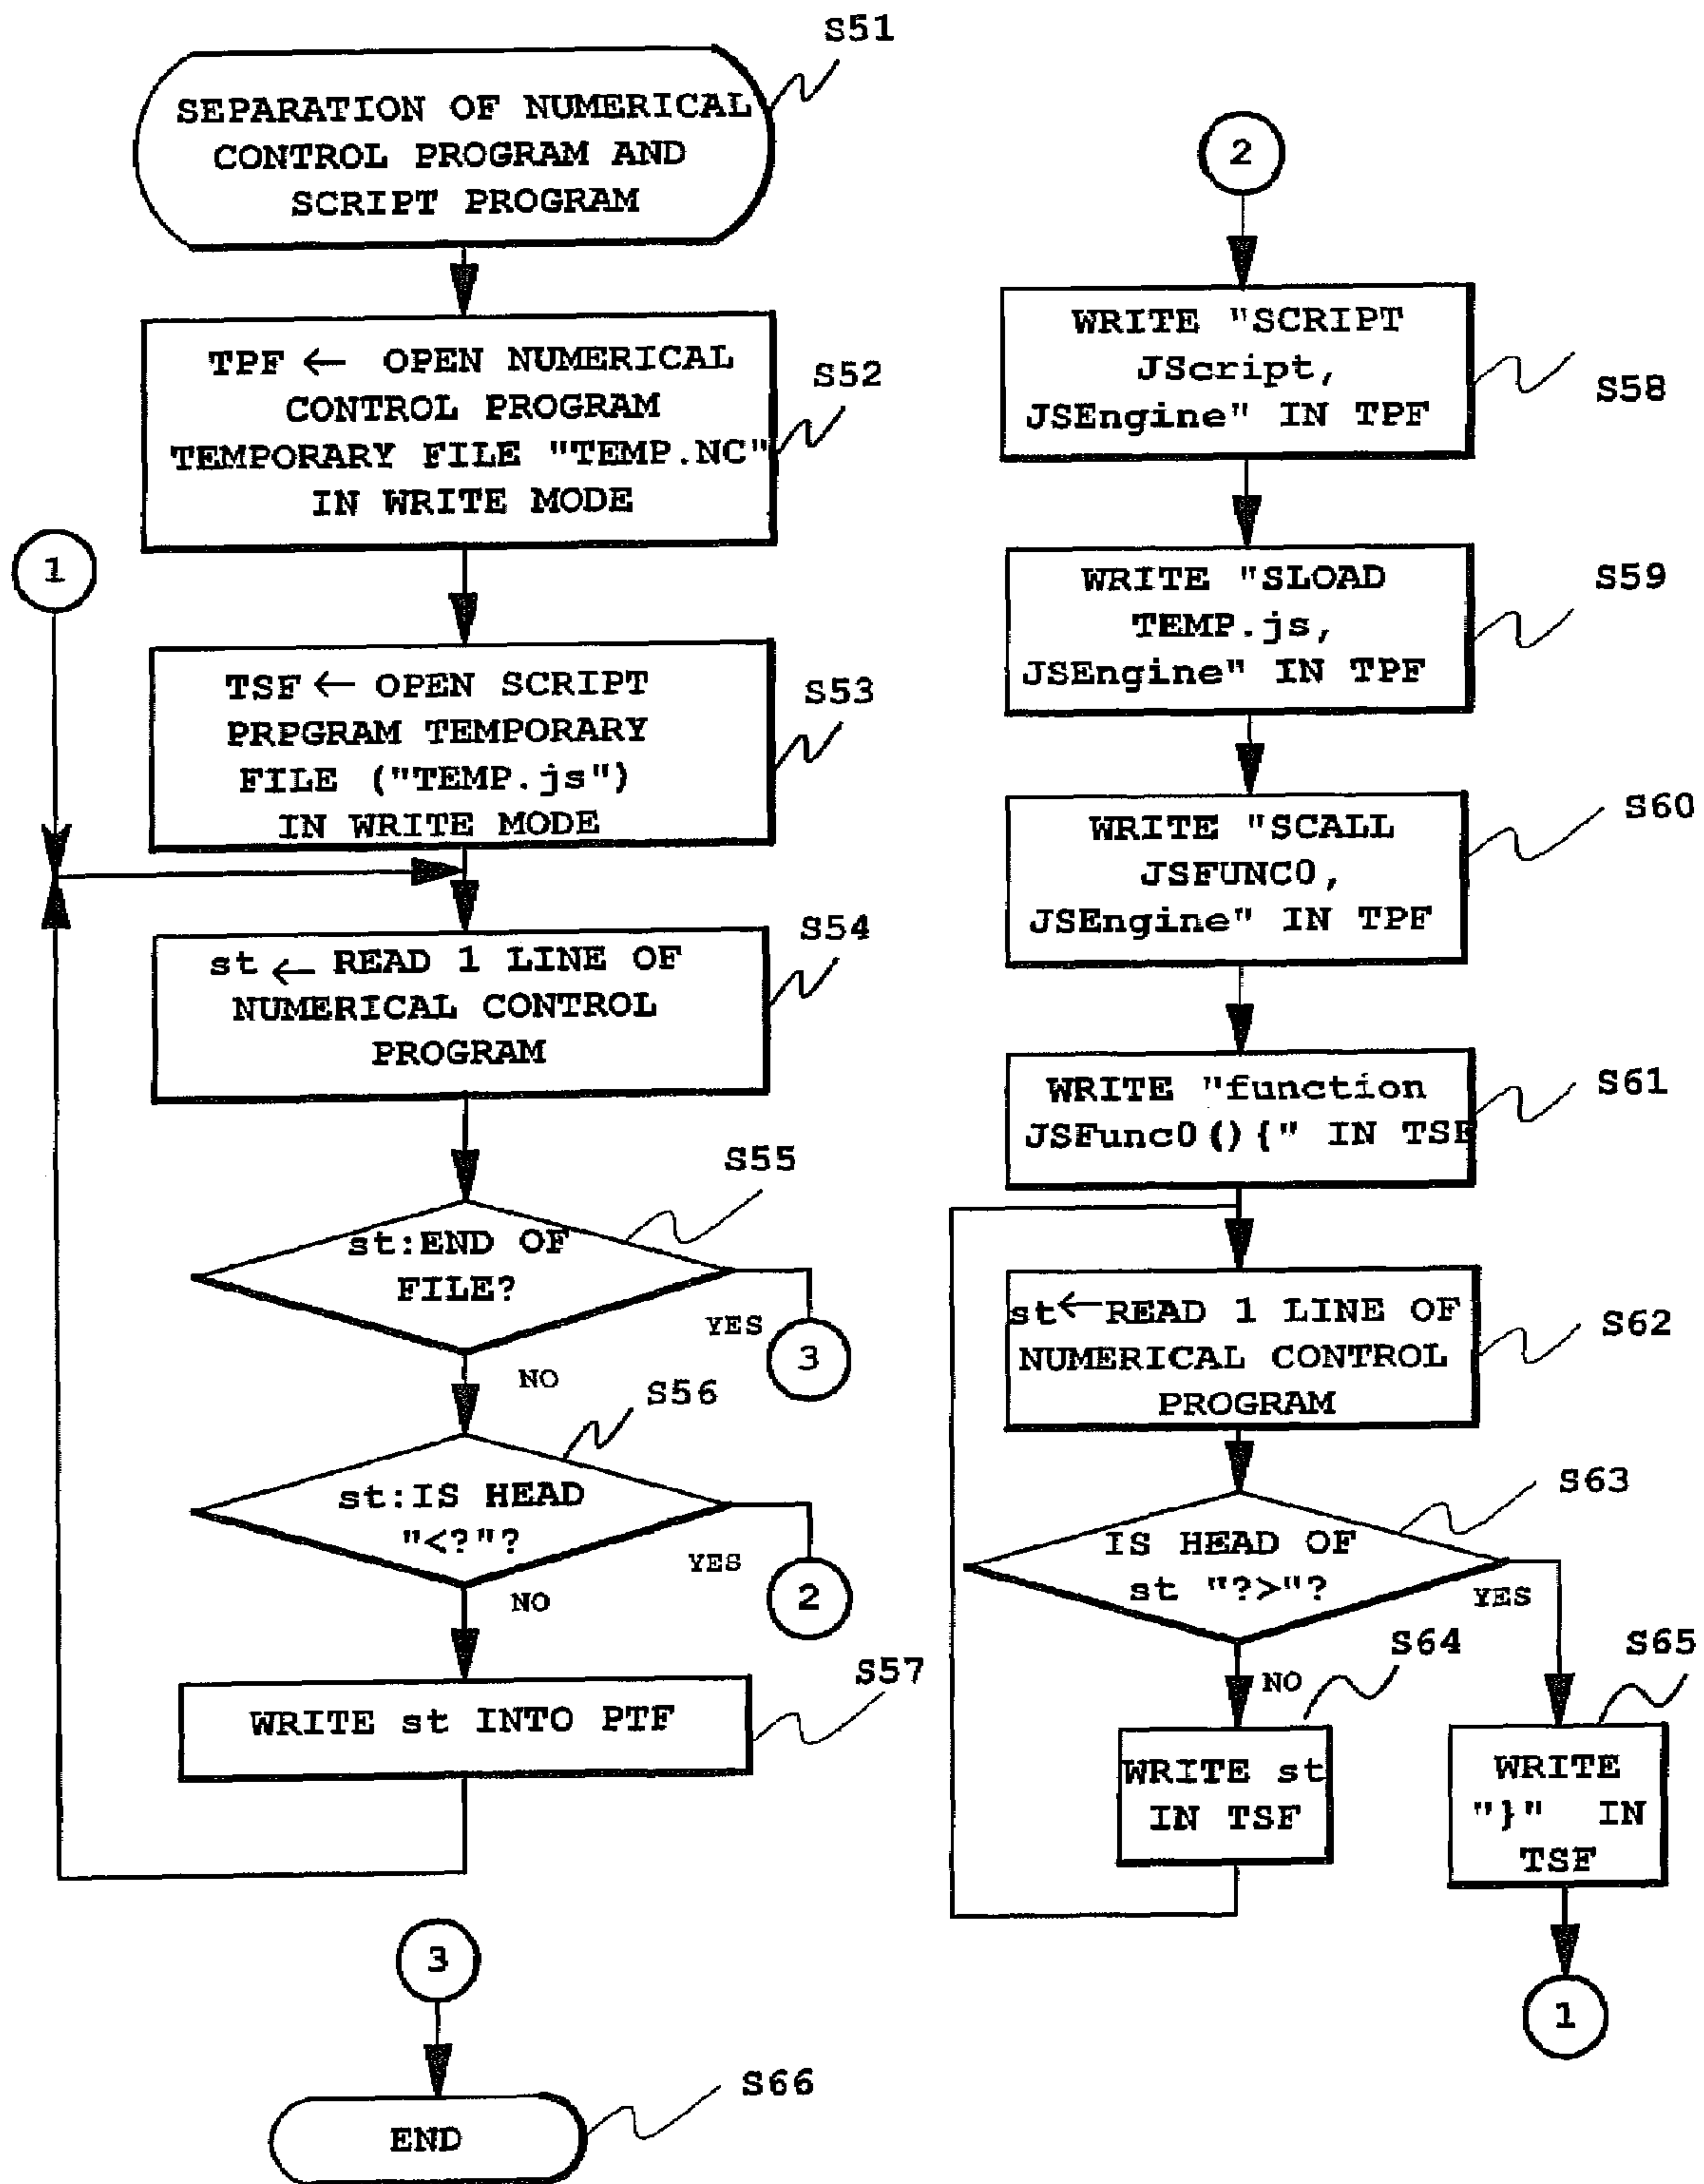 S51
SEPARATION OF NUMERICAL
CONTROL PROGRAM AND
SCRIPT PROGRAM
TPF ← OPEN NUMERICAL
CONTROL PROGRAM
TEMPORARY FILE "TEMP.NC"
IN WRITE MODE
S52
1
TSF ← OPEN SCRIPT
PRPGRAM TEMPORARY
FILE ("TEMP.js")
IN WRITE MODE
S53
st ← READ 1 LINE OF
NUMERICAL CONTROL
PROGRAM
S54
S55
st:END OF
FILE?
YES
3
NO
S56
st:IS HEAD
"<?"?
YES
2
NO
S57
WRITE st INTO PTF
3
END
S66
2
WRITE "SCRIPT
JScript,
JSEngine" IN TPF
S58
WRITE "SLOAD
TEMP.js,
JSEngine" IN TPF
S59
WRITE "SCALL
JSFUNC0,
JSEngine" IN TPF
S60
WRITE "function
JSFunc0(){" IN TSF
S61
st←READ 1 LINE OF
NUMERICAL CONTROL
PROGRAM
S62
S63
IS HEAD OF
st "?>"?
YES
NO
S64
WRITE st
IN TSF
S65
WRITE
"}" IN
TSF
1